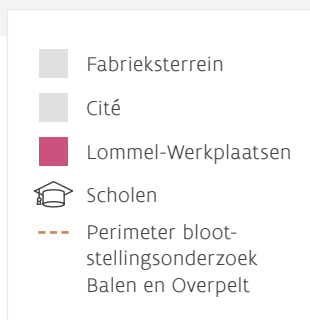 Fabrieksterrein
Cité
Lommel-Werkplaatsen
Scholen
Perimeter bloot-
stellingsonderzoek
Balen en Overpelt